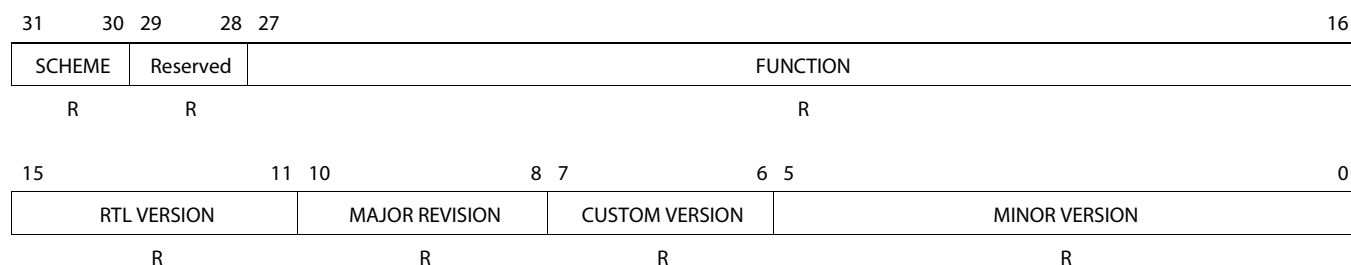 31 30 29 28 27 16
SCHEME Reserved FUNCTION
R R R
15 11 10 8 7 6 5 0
RTL VERSION MAJOR REVISION CUSTOM VERSION MINOR VERSION
R R R R